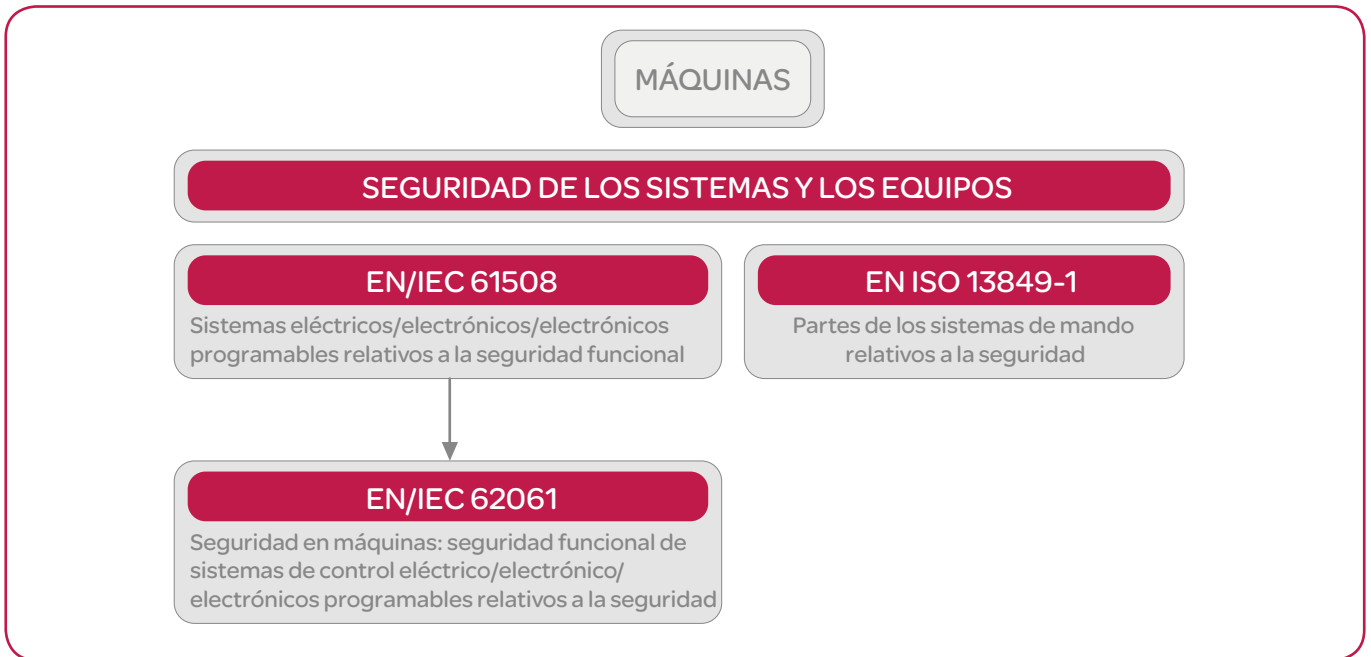 MÁQUINAS
SEGURIDAD DE LOS SISTEMAS Y LOS EQUIPOS
EN/IEC 61508
Sistemas eléctricos/electrónicos/electrónicos
programables relativos a la seguridad funcional
EN ISO 13849-1
Partes de los sistemas de mando
relativos a la seguridad
EN/IEC 62061
Seguridad en máquinas: seguridad funcional de
sistemas de control eléctrico/electrónico/
electrónicos programables relativos a la seguridad